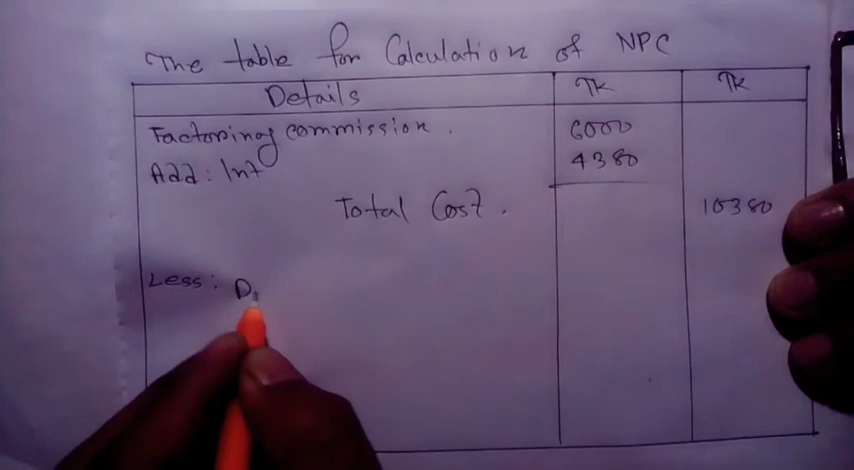 The table for Calculation of NPC
Details Tk Tk
Factoring commission. 6000
Add: Int 4380
Total Cost. 10380
Less: D